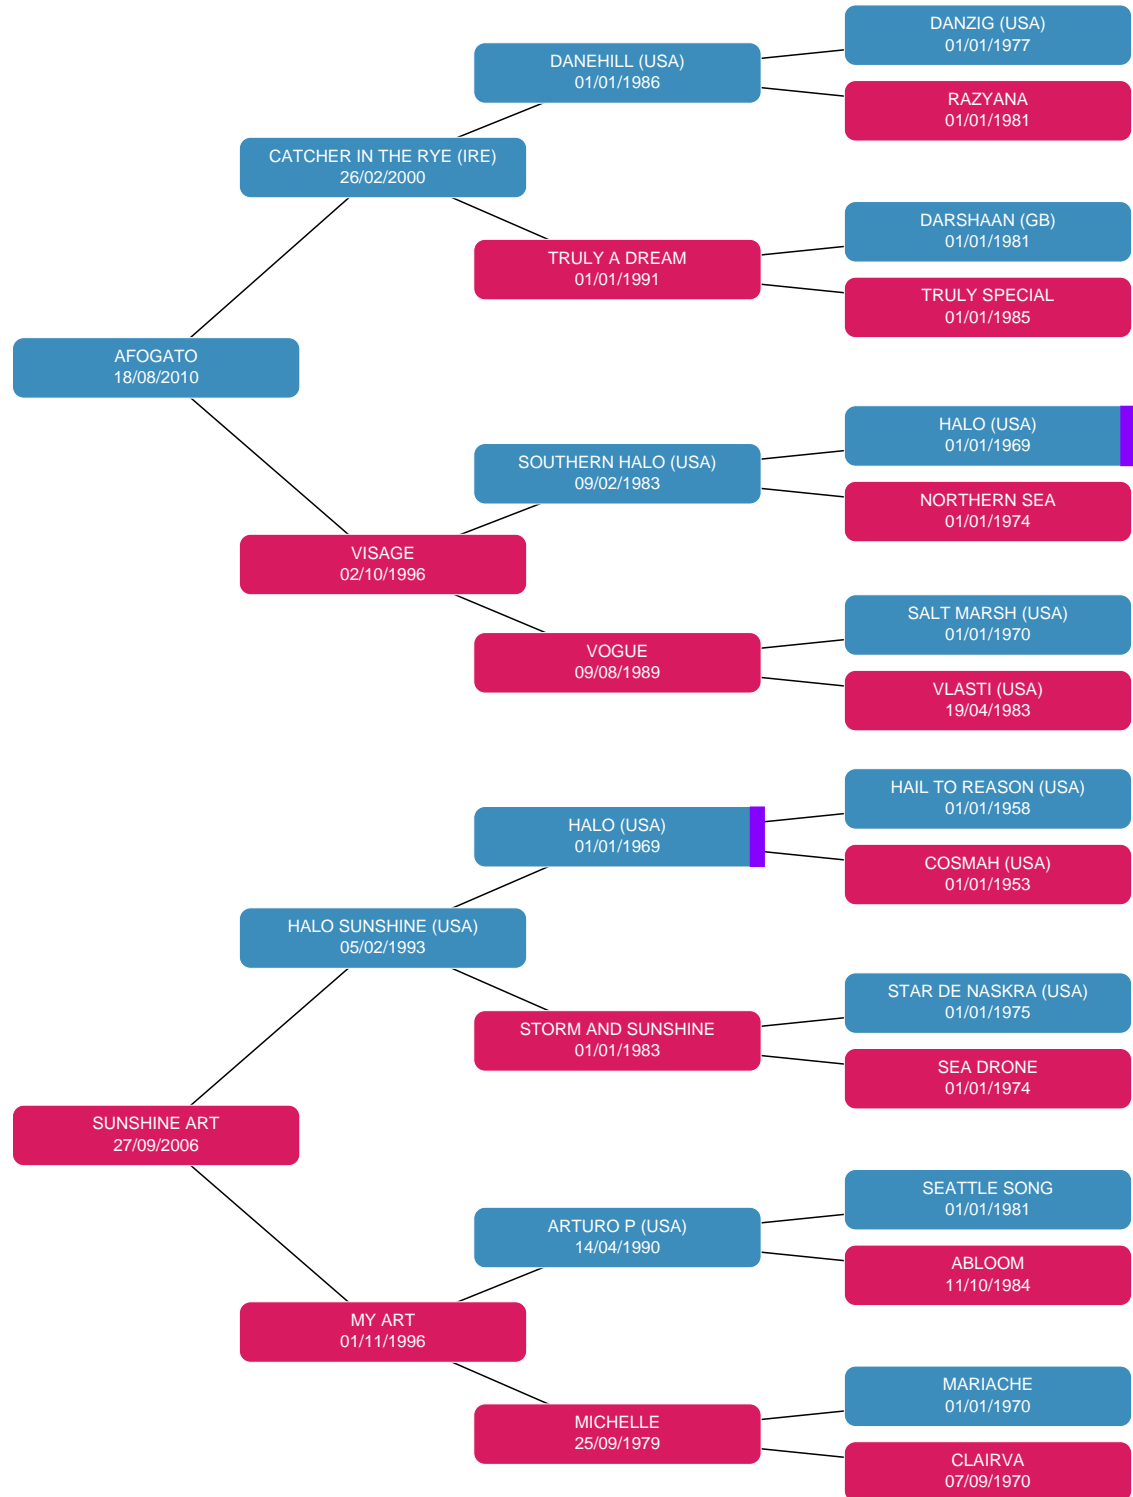 DANZIG (USA)
01/01/1977
DANEHILL (USA)
01/01/1986
RAZYANA
01/01/1981
CATCHER IN THE RYE (IRE)
26/02/2000
DARSHAAN (GB)
01/01/1981
TRULY A DREAM
01/01/1991
TRULY SPECIAL
01/01/1985
AFOGATO
18/08/2010
HALO (USA)
01/01/1969
SOUTHERN HALO (USA)
09/02/1983
NORTHERN SEA
01/01/1974
VISAGE
02/10/1996
SALT MARSH (USA)
01/01/1970
VOGUE
09/08/1989
VLASTI (USA)
19/04/1983
HAIL TO REASON (USA)
01/01/1958
HALO (USA)
01/01/1969
COSMAH (USA)
01/01/1953
HALO SUNSHINE (USA)
05/02/1993
STAR DE NASKRA (USA)
01/01/1975
STORM AND SUNSHINE
01/01/1983
SEA DRONE
01/01/1974
SUNSHINE ART
27/09/2006
SEATTLE SONG
01/01/1981
ARTURO P (USA)
14/04/1990
ABLOOM
11/10/1984
MY ART
01/11/1996
MARIACHE
01/01/1970
MICHELLE
25/09/1979
CLAIRVA
07/09/1970